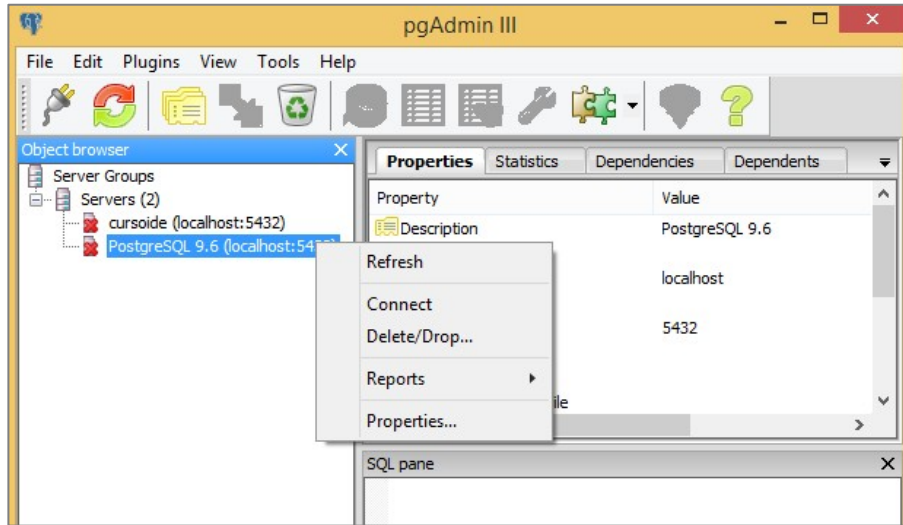 pgAdmin III
File Edit Plugins View Tools Help
Object browser
Server Groups
Servers (2)
cursoide (localhost:5432)
PostgreSQL 9.6 (localhost:54
Properties Statistics Dependencies Dependents
Property Value
Description PostgreSQL 9.6
localhost
5432
ile
Refresh
Connect
Delete/Drop...
Reports
Properties...
SQL pane